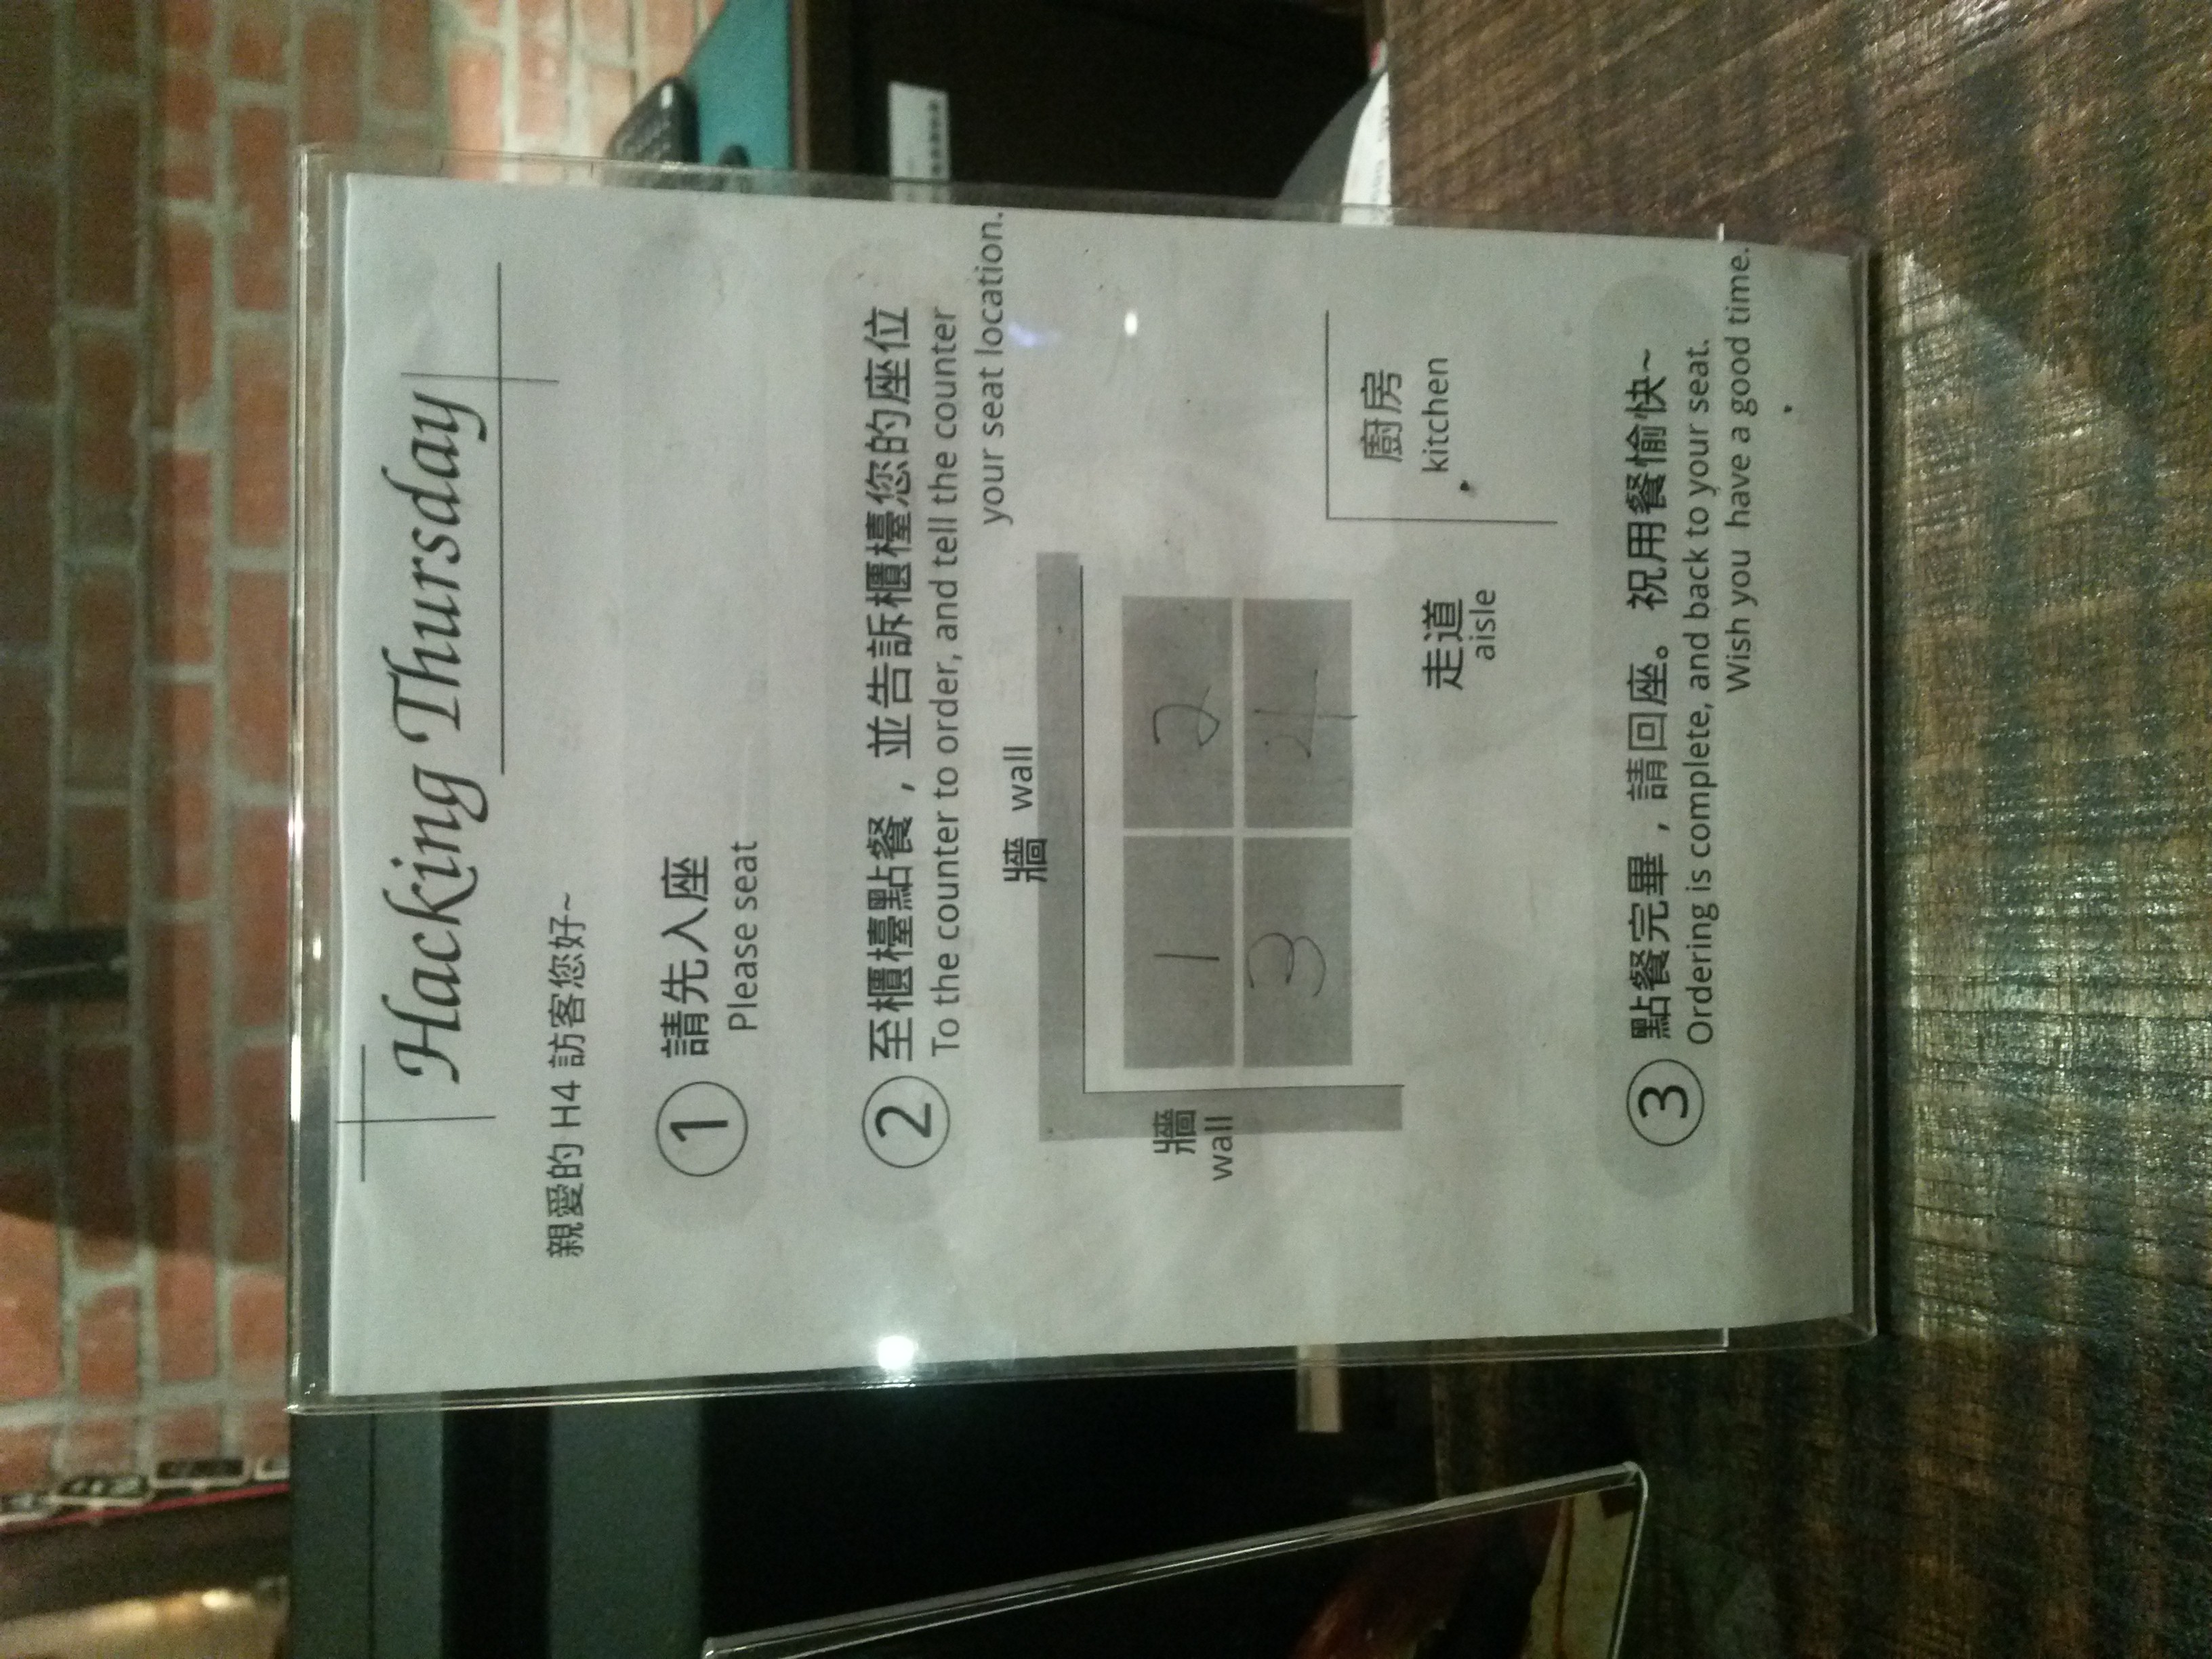 Hacking Thursday
親愛的 H4 訪客您好~
① 請先入座
Please seat
② 至櫃檯點餐，並告訴櫃檯您的座位
To the counter to order, and tell the counter
your seat location.
牆 wall
牆
wall
1 2
3 4
廚房
kitchen
走道
aisle
③ 點餐完畢，請回座。祝用餐愉快~
Ordering is complete, and back to your seat.
Wish you have a good time.